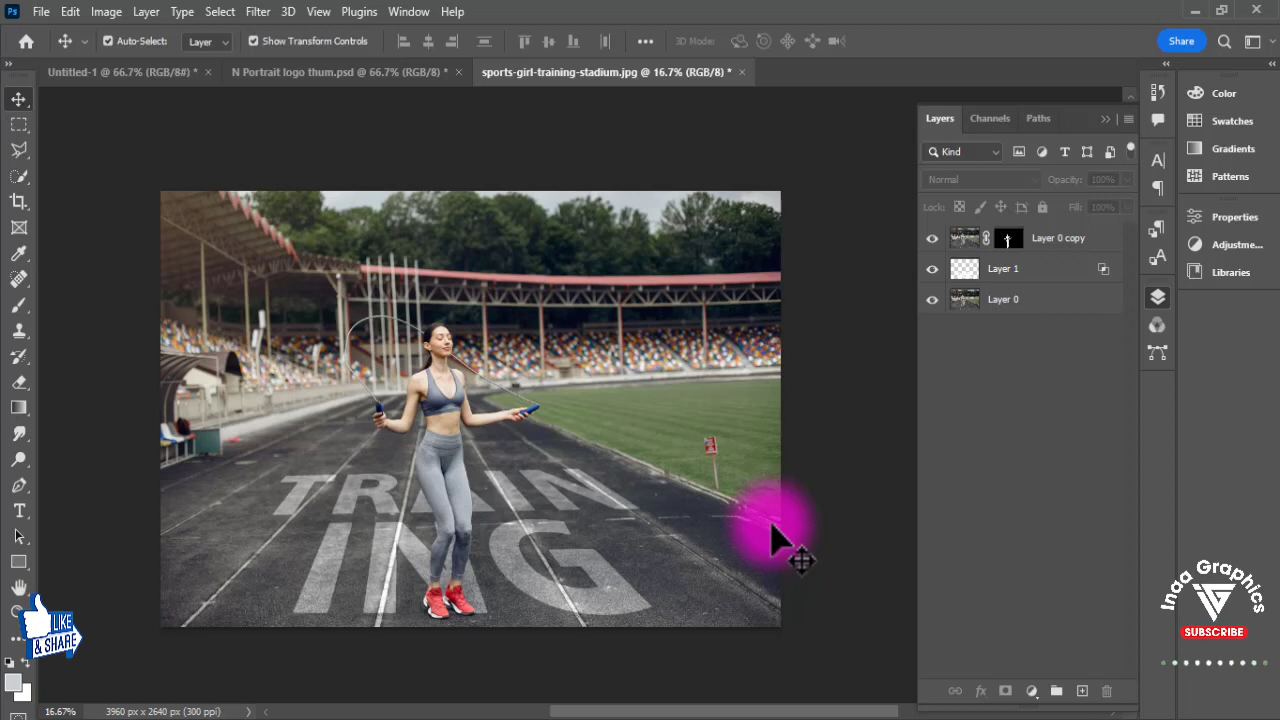 Ps File Edit Image Layer Type Select Filter 3D View Plugins Window Help
Auto-Select: Layer Show Transform Controls 3D Mode: Share
Untitled-1 @ 66.7% (RGB/8#) * × N Portrait logo thum.psd @ 66.7% (RGB/8) * × sports-girl-training-stadium.jpg @ 16.7% (RGB/8) * ×
Layers Channels Paths
Kind
Normal Opacity: 100%
Lock: Fill: 100%
Layer 0 copy
Layer 1
Layer 0
Color
Swatches
Gradients
Patterns
Properties
Adjustme...
Libraries
TRAIN
ING
LIKE
& SHARE
Inaa Graphics
SUBSCRIBE
16.67% 3960 px x 2640 px (300 ppi)